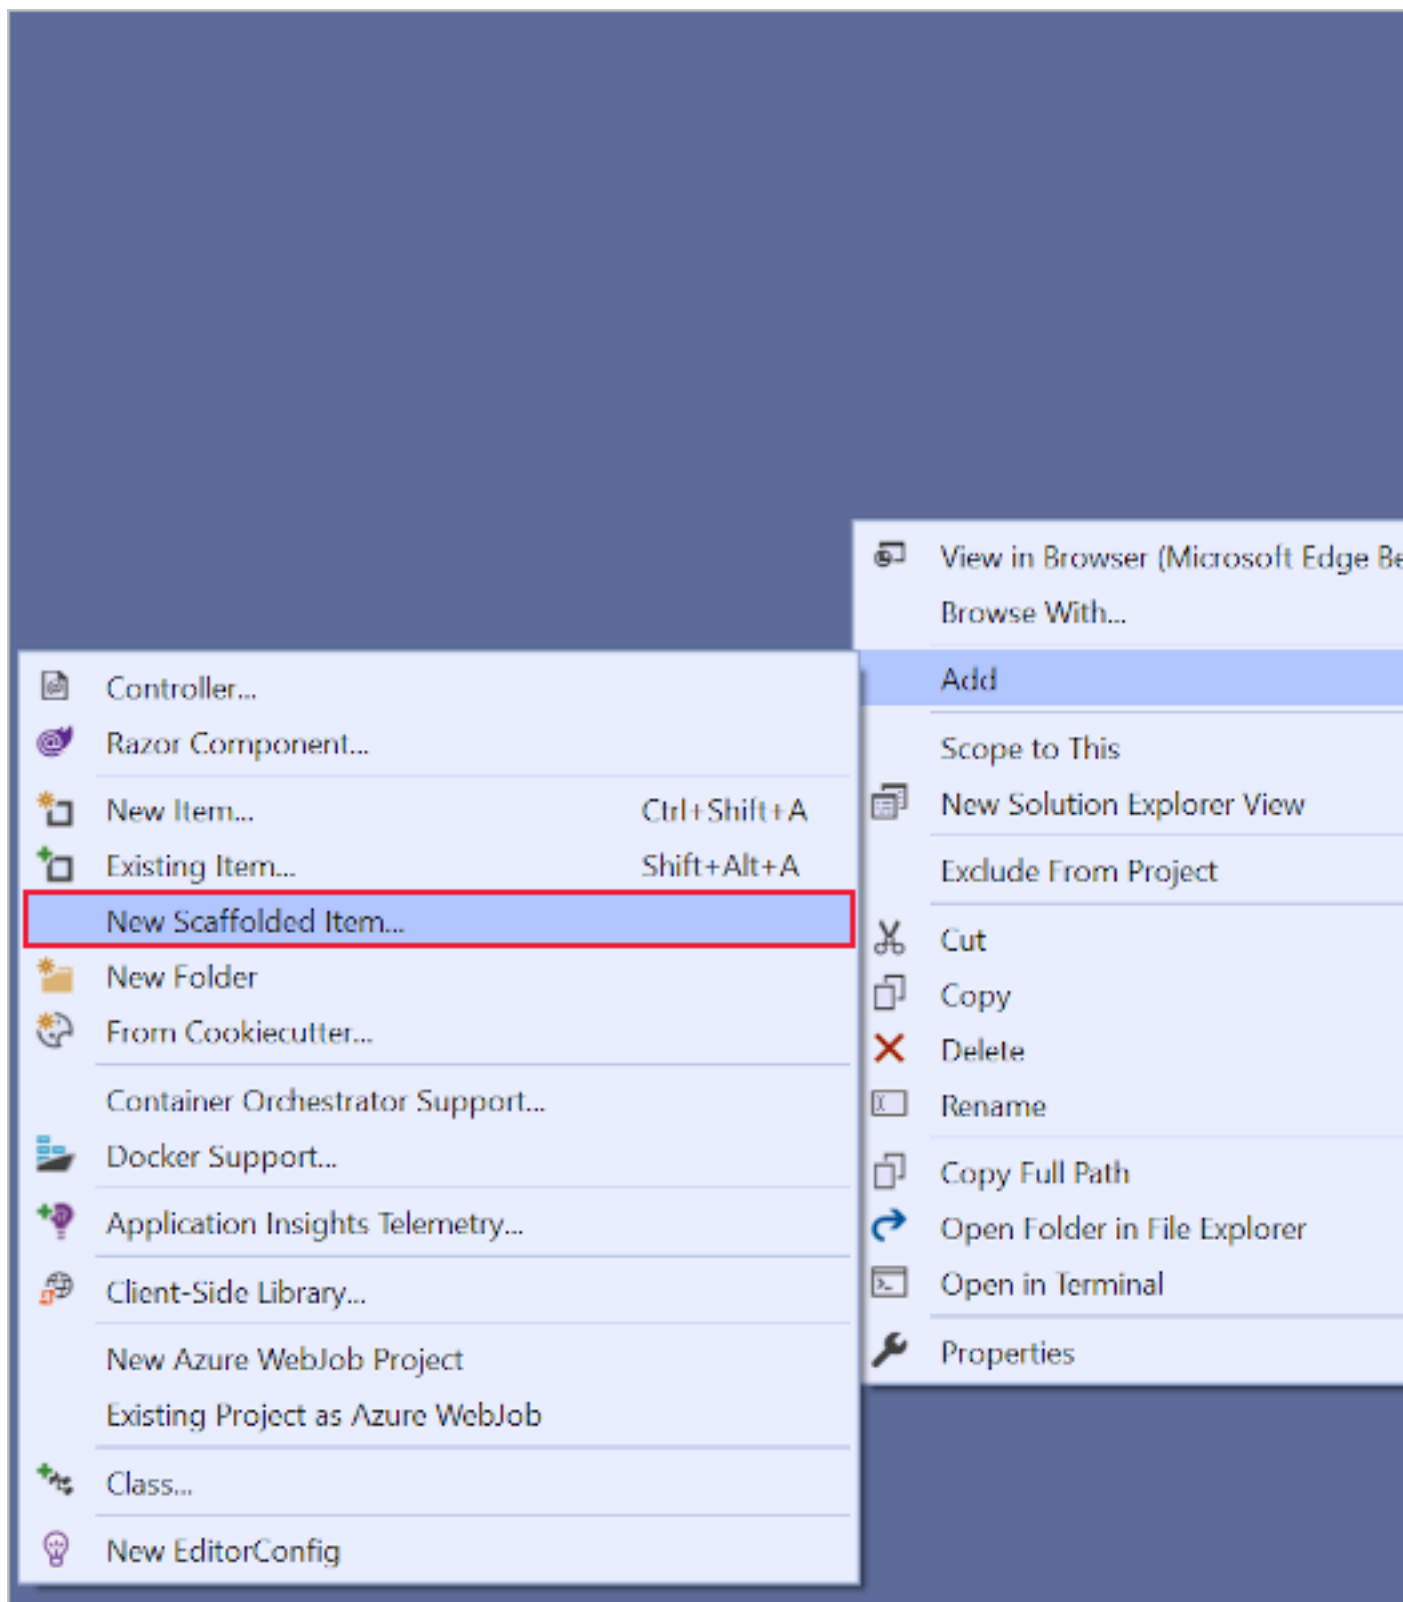 View in Browser (Microsoft Edge Be
Browse With...
Add
Scope to This
New Solution Explorer View
Exclude From Project
Cut
Copy
Delete
Rename
Copy Full Path
Open Folder in File Explorer
Open in Terminal
Properties
Controller...
Razor Component...
New Item... Ctrl+Shift+A
Existing Item... Shift+Alt+A
New Scaffolded Item...
New Folder
From Cookiecutter...
Container Orchestrator Support...
Docker Support...
Application Insights Telemetry...
Client-Side Library...
New Azure WebJob Project
Existing Project as Azure WebJob
Class...
New EditorConfig